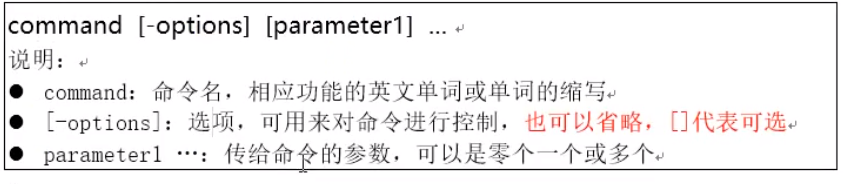 command [-options] [parameter1] …
说明：
● command：命令名，相应功能的英文单词或单词的缩写
● [-options]：选项，可用来对命令进行控制，也可以省略，[]代表可选
● parameter1 …：传给命令的参数，可以是零个一个或多个